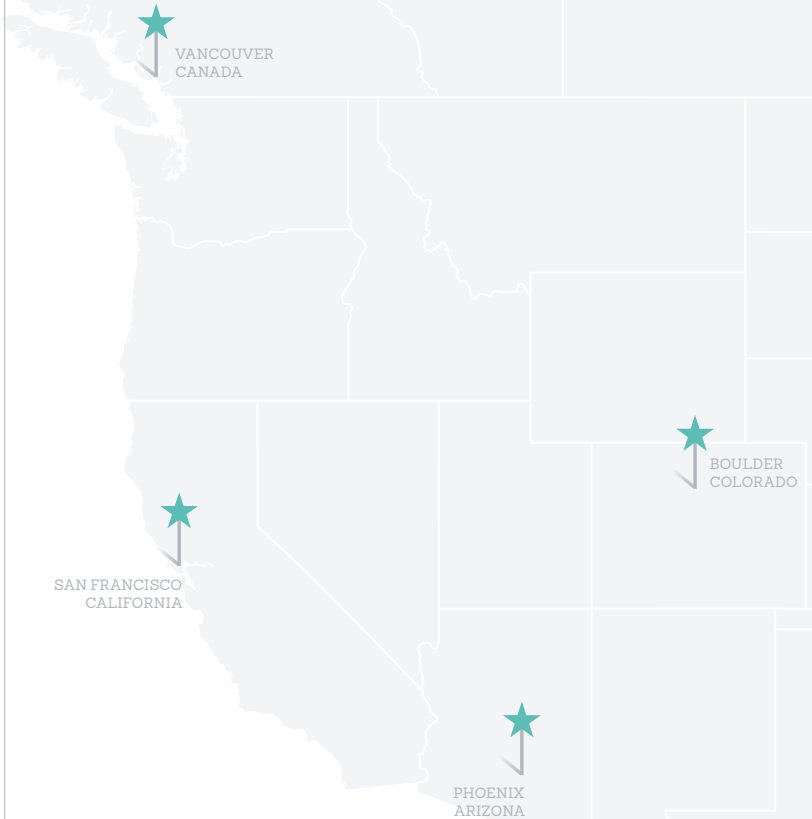 VANCOUVER
CANADA
BOULDER
COLORADO
SAN FRANCISCO
CALIFORNIA
PHOENIX
ARIZONA